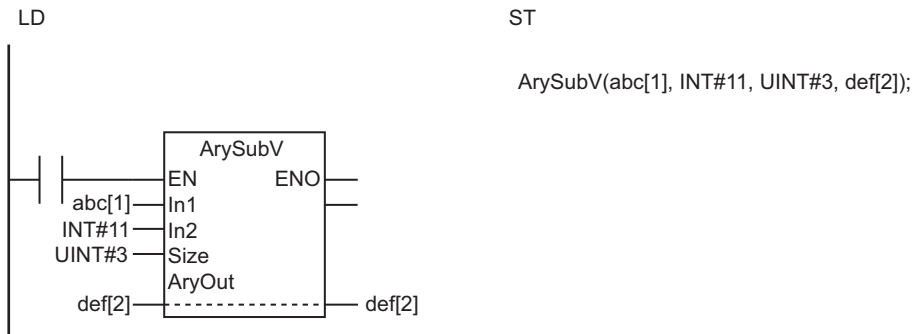 LD
ST
ArySubV(abc[1], INT#11, UINT#3, def[2]);
ArySubV
EN ENO
abc[1] In1
INT#11 In2
UINT#3 Size
AryOut
def[2] def[2]